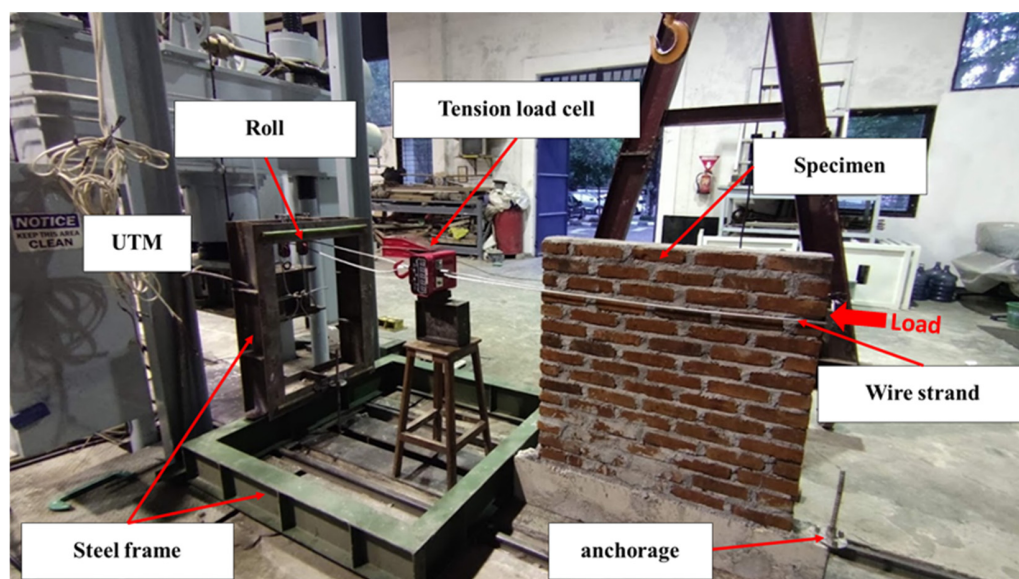 Roll
Tension load cell
Specimen
NOTICE
KEEP THIS AREA
CLEAN
UTM
Load
Wire strand
Steel frame
anchorage